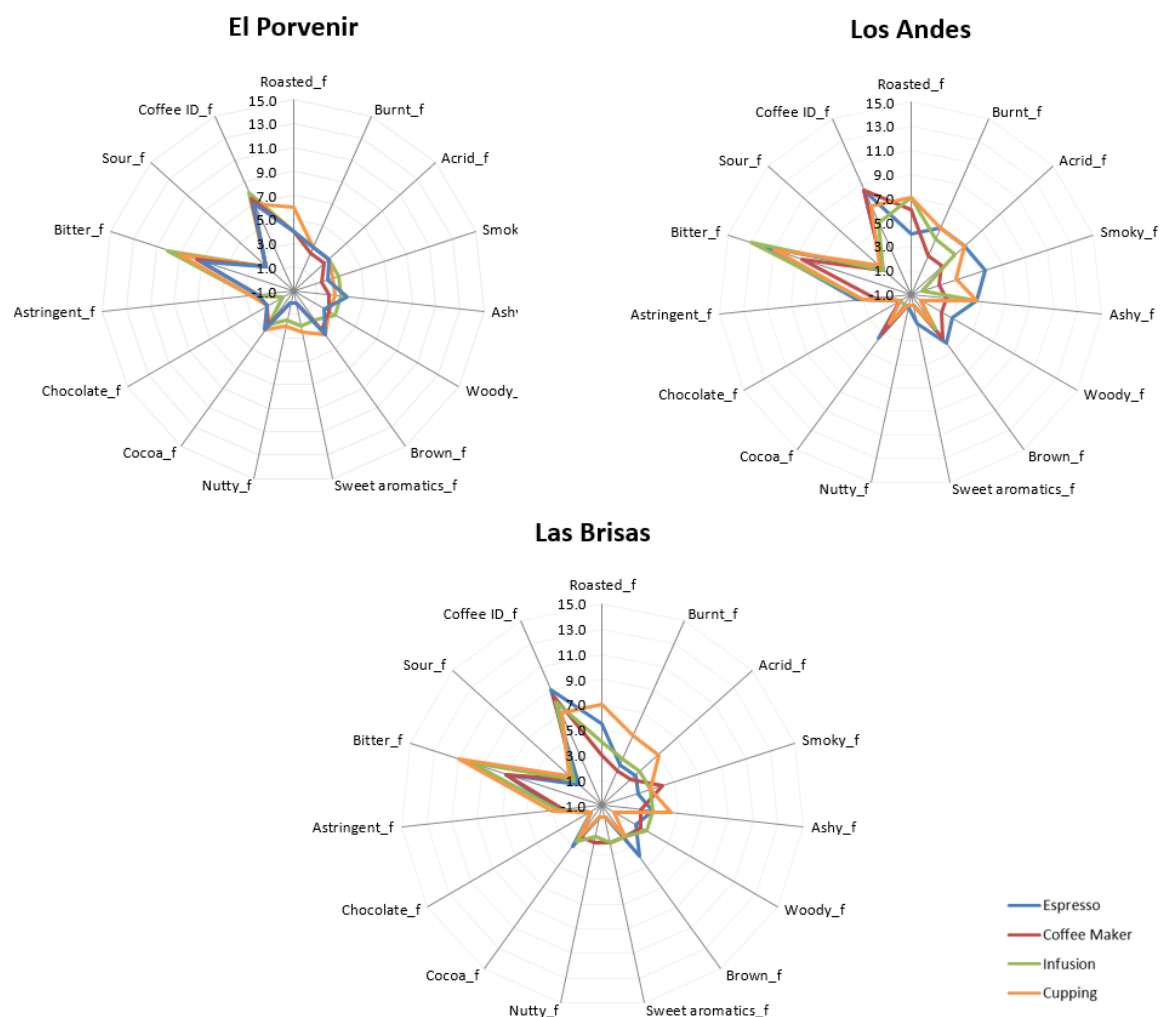 El Porvenir
Roasted_f
Burnt_f
Acrid_f
Smok
Ashy
Woody_
Brown_f
Sweet aromatics_f
Nutty_f
Cocoa_f
Chocolate_f
Astringent_f
Bitter_f
Sour_f
Coffee ID_f
15.0
13.0
11.0
9.0
7.0
5.0
3.0
1.0
-1.0
Los Andes
Roasted_f
Burnt_f
Acrid_f
Smoky_f
Ashy_f
Woody_f
Brown_f
Sweet aromatics_f
Nutty_f
Cocoa_f
Chocolate_f
Astringent_f
Bitter_f
Sour_f
Coffee ID_f
15.0
13.0
11.0
9.0
7.0
5.0
3.0
1.0
-1.0
Las Brisas
Roasted_f
Burnt_f
Acrid_f
Smoky_f
Ashy_f
Woody_f
Brown_f
Sweet aromatics_f
Nutty_f
Cocoa_f
Chocolate_f
Astringent_f
Bitter_f
Sour_f
Coffee ID_f
15.0
13.0
11.0
9.0
7.0
5.0
3.0
1.0
-1.0
Espresso
Coffee Maker
Infusion
Cupping